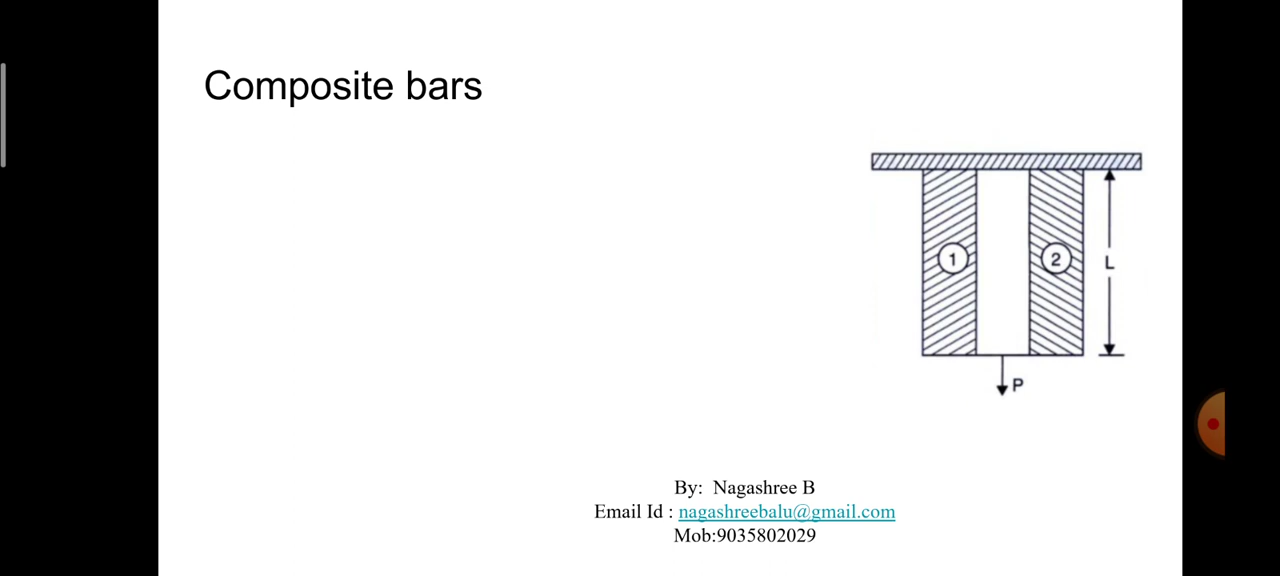 Composite bars
1
2
L
P
By: Nagashree B
Email Id : nagashreebalu@gmail.com
Mob:9035802029